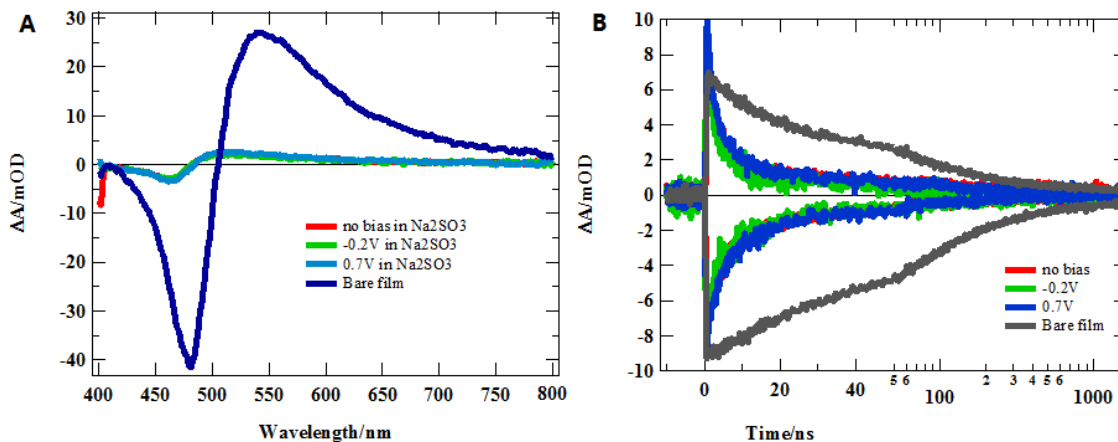 A
30
20
10
0
-10
-20
-30
-40
ΔA/mOD
400 450 500 550 600 650 700 750 800
Wavelength/nm
no bias in Na2SO3
-0.2V in Na2SO3
0.7V in Na2SO3
Bare film
B
10
8
6
4
2
0
-2
-4
-6
-8
-10
ΔA/mOD
0 20 40 5 6 100 2 3 4 5 6 1000
Time/ns
no bias
-0.2V
0.7V
Bare film